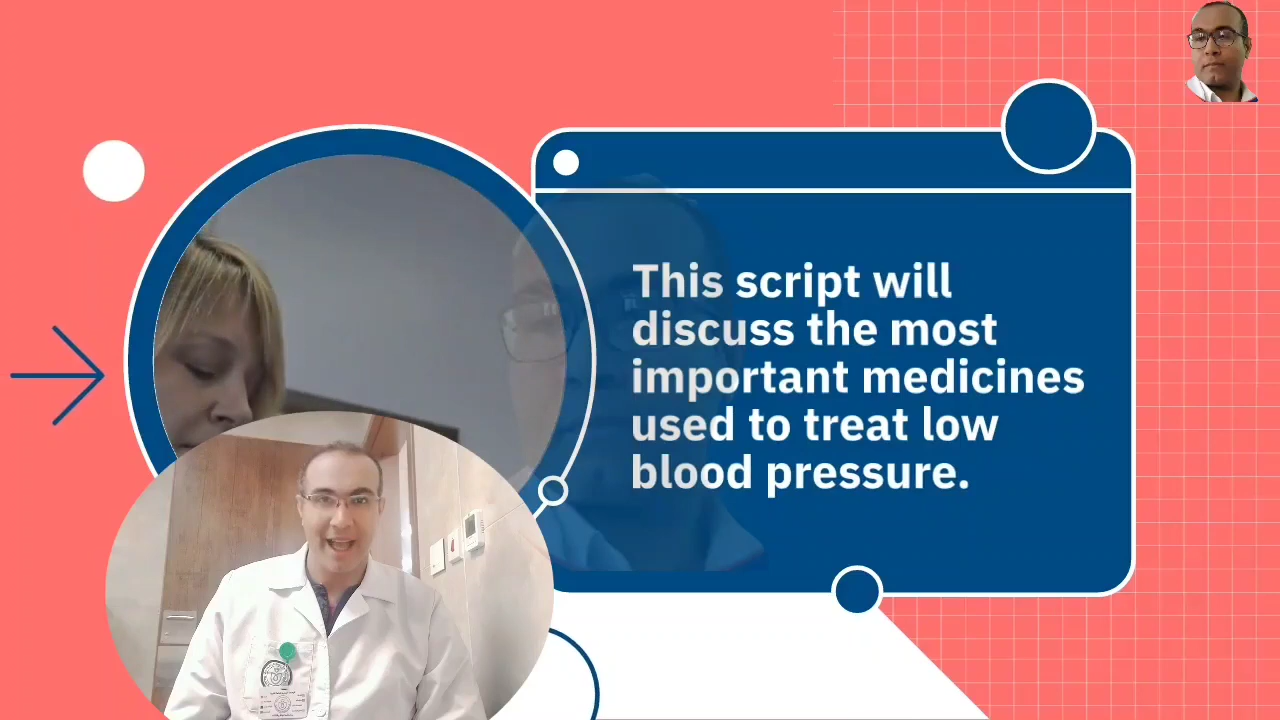 This script will
discuss the most
important medicines
used to treat low
blood pressure.